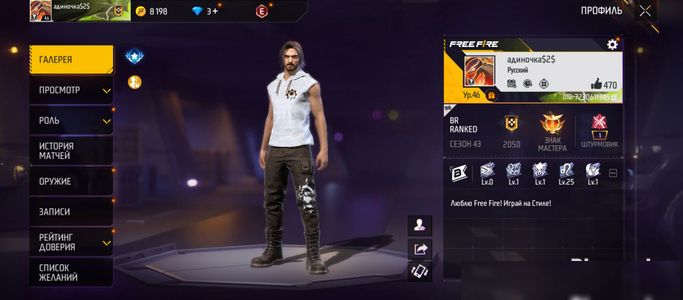 адиночка$2$
8 198
3+
E
ПРОФИЛЬ
ГАЛЕРЕЯ
ПРОСМОТР
РОЛЬ
ИСТОРИЯ
МАТЧЕЙ
ОРУЖИЕ
ЗАПИСИ
РЕЙТИНГ
ДОВЕРИЯ
СПИСОК
ЖЕЛАНИЙ
FREE FIRE
адиночка$2$
Русский
Ур.46
470
BR
RANKED
СЕЗОН 43
2050
ЗНАК
МАСТЕРА
1
ШТУРМОВИК
Lv.0
Lv.1
Lv.1
Lv.25
Lv.1
Люблю Free Fire! Играй на Стиле!